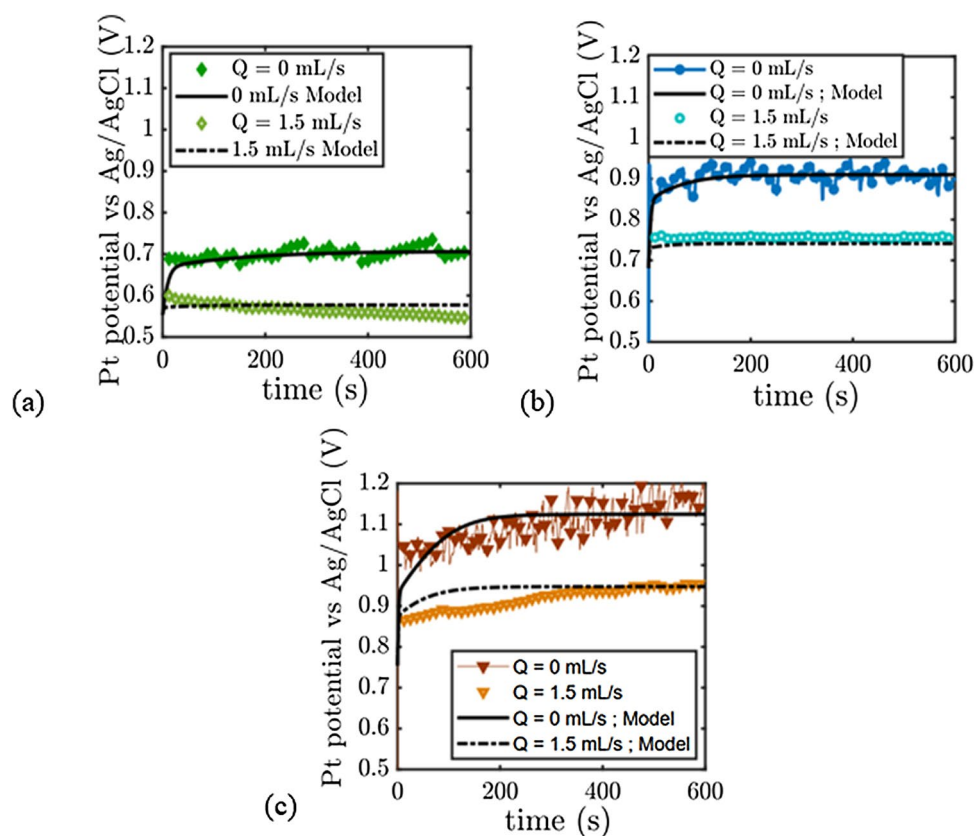 Pt potential vs Ag/AgCl (V)
1.2
1.1
1
0.9
0.8
0.7
0.6
0.5
Q = 0 mL/s
0 mL/s Model
Q = 1.5 mL/s
1.5 mL/s Model
0 200 400 600
time (s)
(a)
Pt potential vs Ag/AgCl (V)
1.2
1.1
1
0.9
0.8
0.7
0.6
0.5
Q = 0 mL/s
Q = 0 mL/s ; Model
Q = 1.5 mL/s
Q = 1.5 mL/s ; Model
0 200 400 600
time (s)
(b)
Pt potential vs Ag/AgCl (V)
1.2
1.1
1
0.9
0.8
0.7
0.6
0.5
Q = 0 mL/s
Q = 1.5 mL/s
Q = 0 mL/s ; Model
Q = 1.5 mL/s ; Model
0 200 400 600
time (s)
(c)